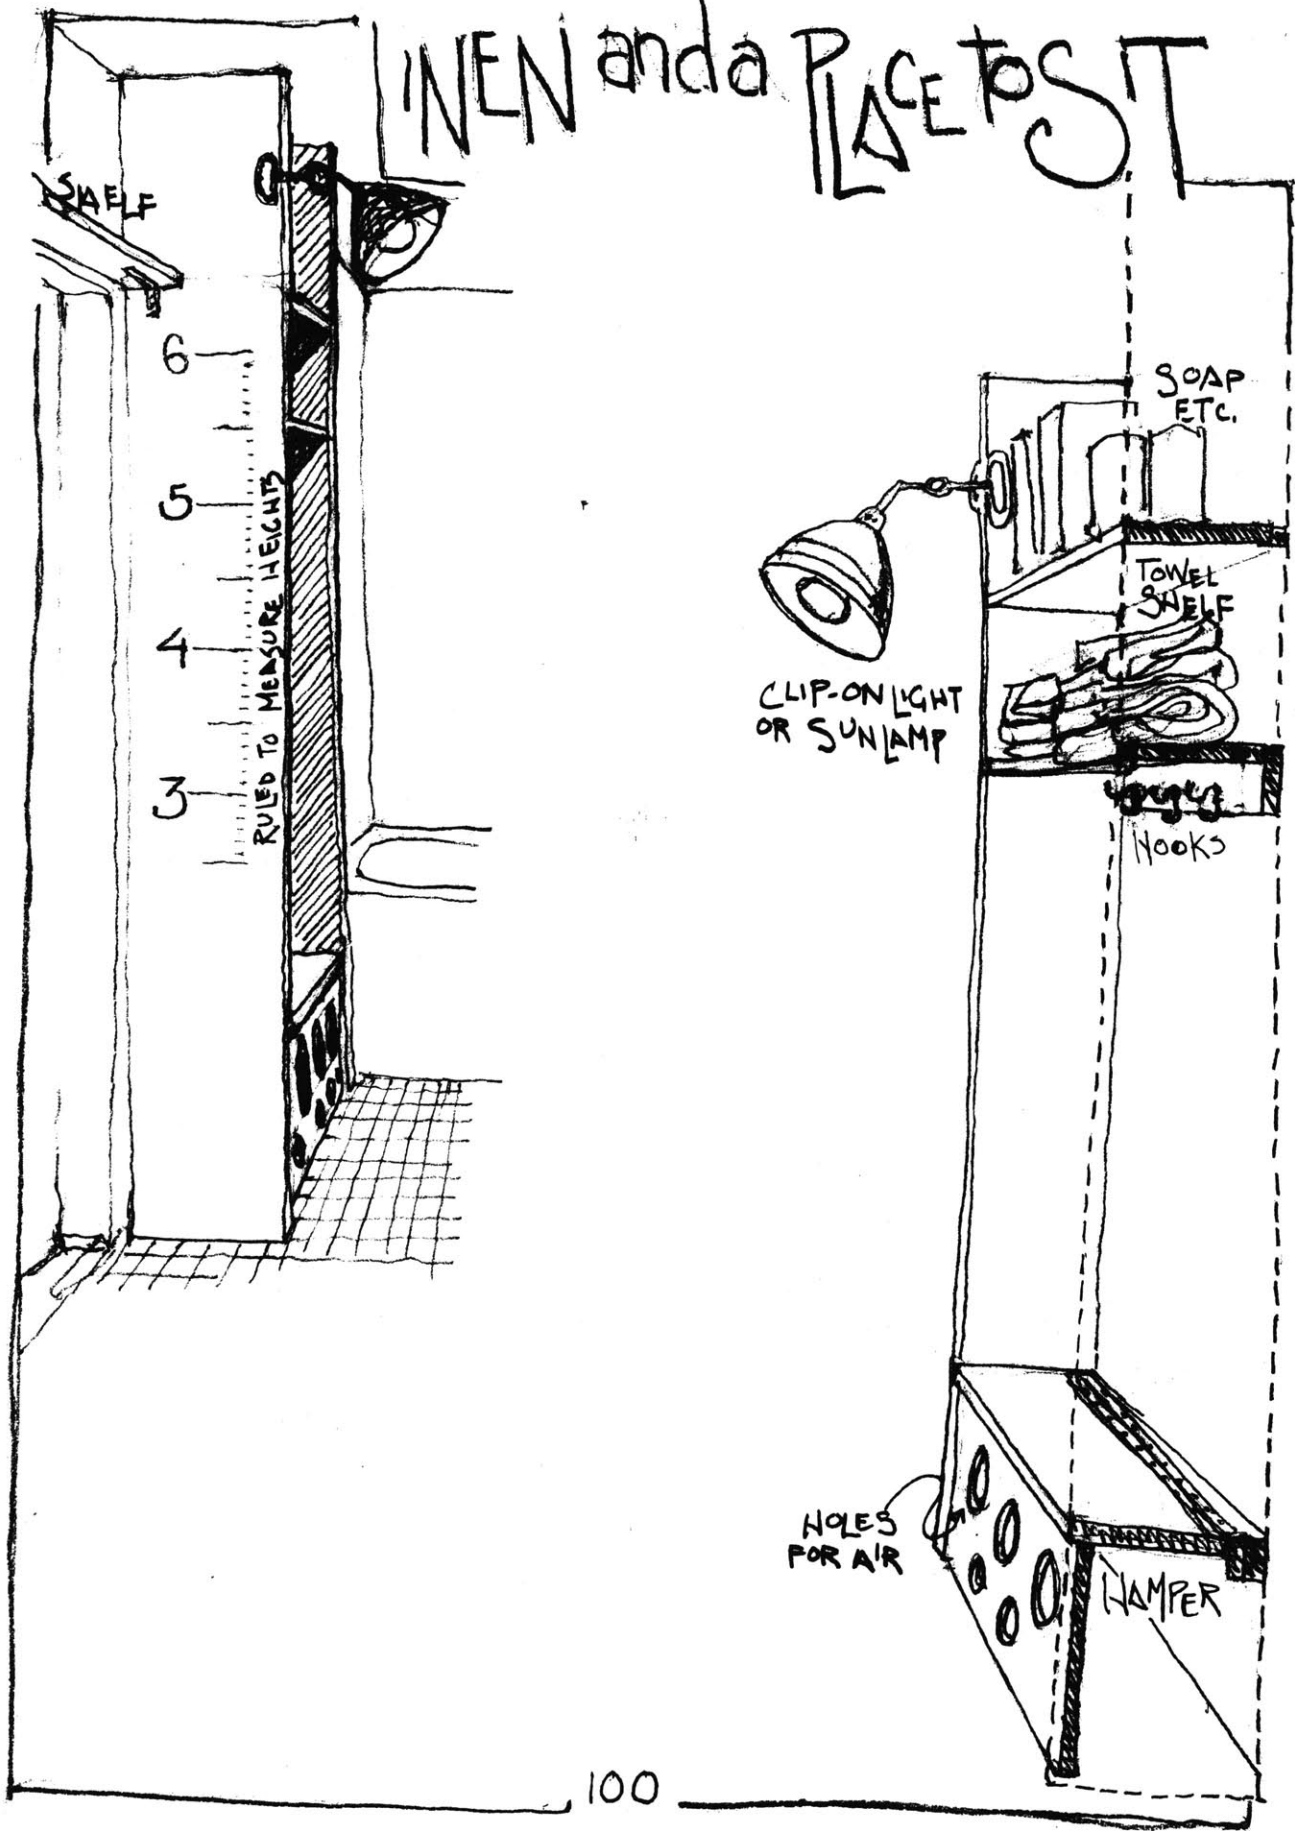 INEN and a PLACE to SIT
SHELF
6
5
4
3
RULED TO MEASURE HEIGHTS
SOAP
ETC.
TOWEL
SHELF
CLIP-ON LIGHT
OR SUNLAMP
HOOKS
HOLES
FOR AIR
HAMPER
100